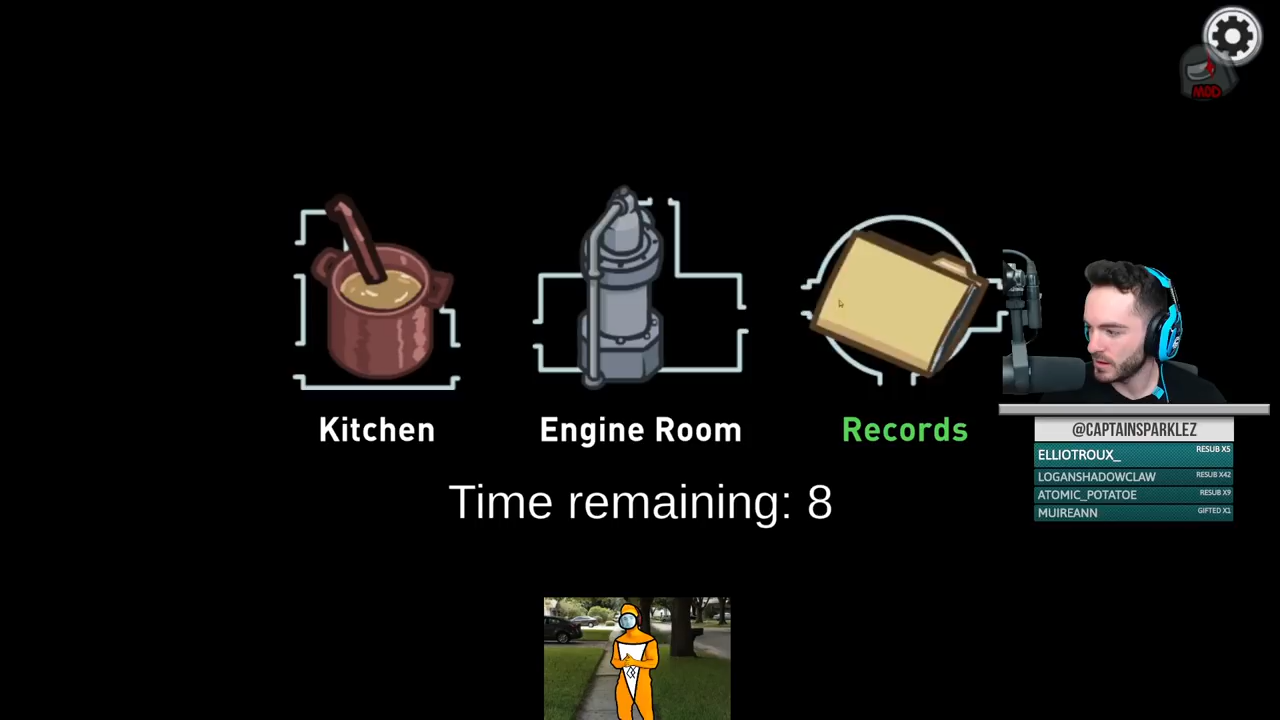 MOD
Kitchen
Engine Room
Records
Time remaining: 8
@CAPTAINSPARKLEZ
ELLIOTROUX_ RESUB X5
LOGANSHADOWCLAW RESUB X42
ATOMIC_POTATOE RESUB X9
MUIREANN GIFTED X1